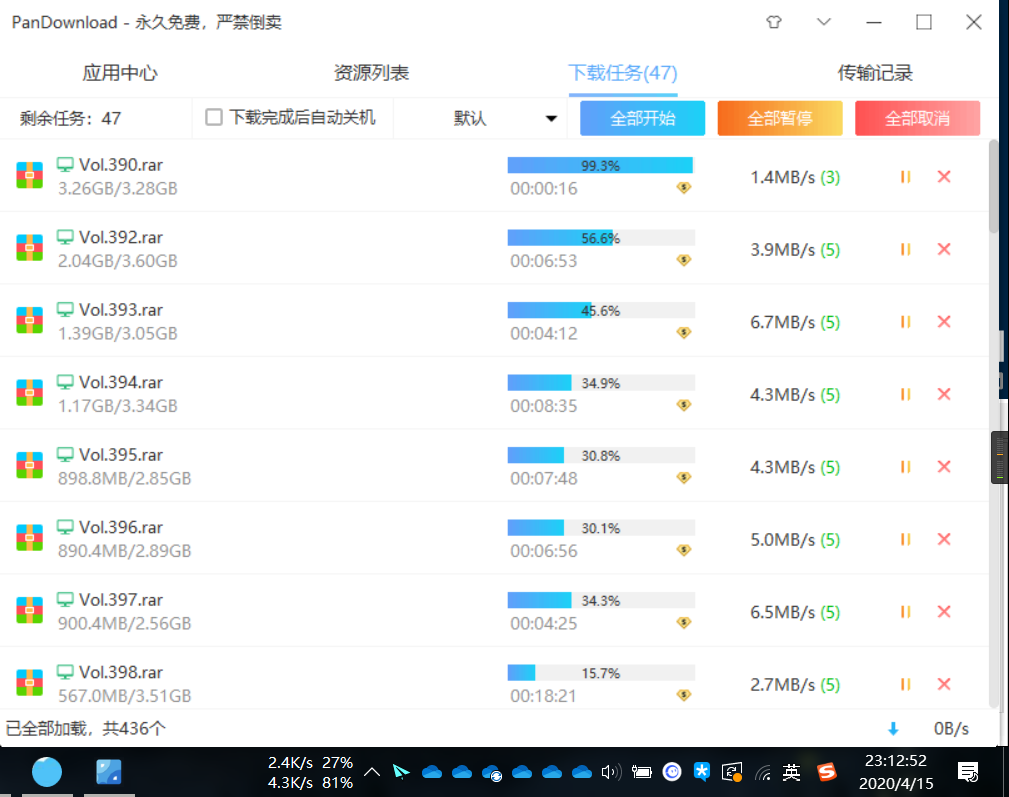 PanDownload - 永久免费，严禁倒卖
应用中心 资源列表 下载任务(47) 传输记录
剩余任务：47 下载完成后自动关机 默认 全部开始 全部暂停 全部取消
Vol.390.rar 99.3%
3.26GB/3.28GB 00:00:16 1.4MB/s (3)
Vol.392.rar 56.6%
2.04GB/3.60GB 00:06:53 3.9MB/s (5)
Vol.393.rar 45.6%
1.39GB/3.05GB 00:04:12 6.7MB/s (5)
Vol.394.rar 34.9%
1.17GB/3.34GB 00:08:35 4.3MB/s (5)
Vol.395.rar 30.8%
898.8MB/2.85GB 00:07:48 4.3MB/s (5)
Vol.396.rar 30.1%
890.4MB/2.89GB 00:06:56 5.0MB/s (5)
Vol.397.rar 34.3%
900.4MB/2.56GB 00:04:25 6.5MB/s (5)
Vol.398.rar 15.7%
567.0MB/3.51GB 00:18:21 2.7MB/s (5)
已全部加载，共436个 0B/s
2.4K/s 27% 23:12:52
4.3K/s 81% 英 2020/4/15